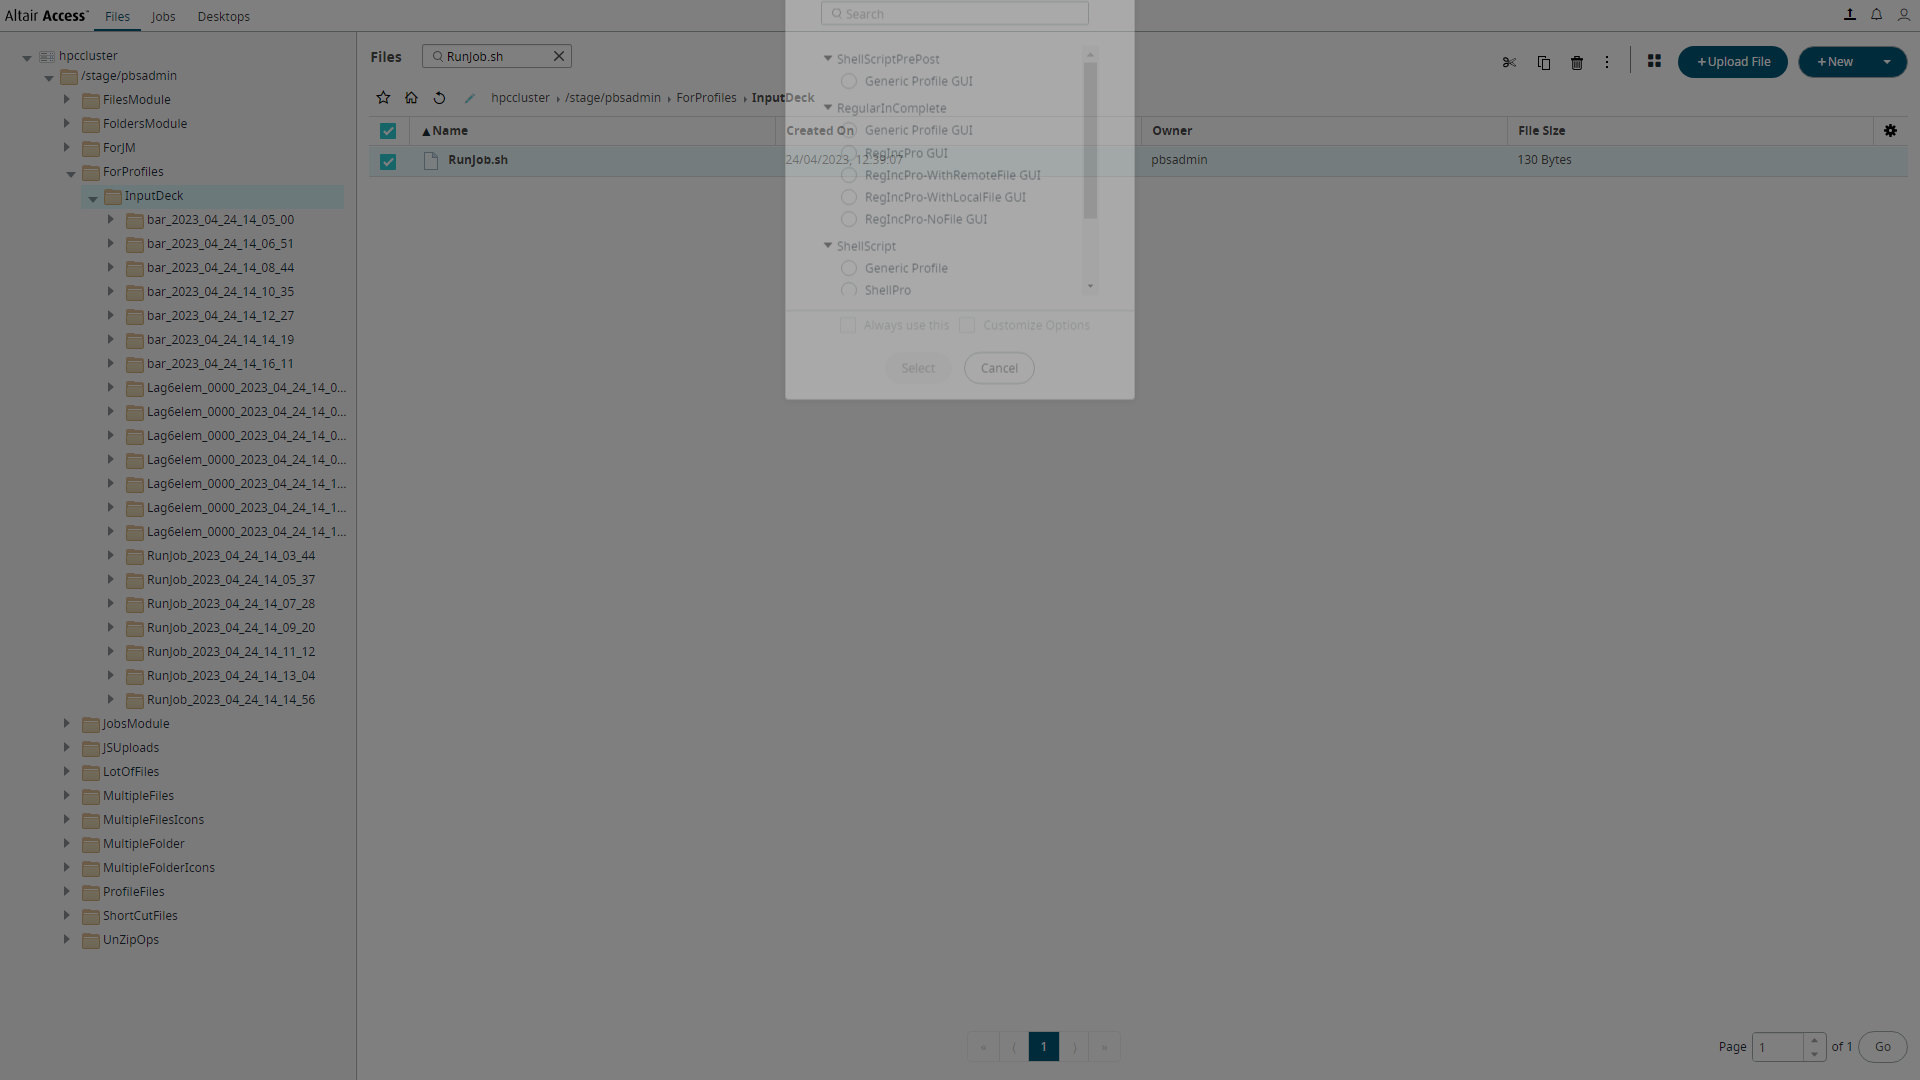 Altair Access™ Files Jobs Desktops
hpccluster
/stage/pbsadmin
FilesModule
FoldersModule
ForJM
ForProfiles
InputDeck
bar_2023_04_24_14_05_00
bar_2023_04_24_14_06_51
bar_2023_04_24_14_08_44
bar_2023_04_24_14_10_35
bar_2023_04_24_14_12_27
bar_2023_04_24_14_14_19
bar_2023_04_24_14_16_11
Lag6elem_0000_2023_04_24_14_0...
Lag6elem_0000_2023_04_24_14_0...
Lag6elem_0000_2023_04_24_14_0...
Lag6elem_0000_2023_04_24_14_0...
Lag6elem_0000_2023_04_24_14_1...
Lag6elem_0000_2023_04_24_14_1...
Lag6elem_0000_2023_04_24_14_1...
RunJob_2023_04_24_14_03_44
RunJob_2023_04_24_14_05_37
RunJob_2023_04_24_14_07_28
RunJob_2023_04_24_14_09_20
RunJob_2023_04_24_14_11_12
RunJob_2023_04_24_14_13_04
RunJob_2023_04_24_14_14_56
JobsModule
JSUploads
LotOfFiles
MultipleFiles
MultipleFilesIcons
MultipleFolder
MultipleFolderIcons
ProfileFiles
ShortCutFiles
UnZipOps
Files RunJob.sh
+Upload File +New
hpccluster › /stage/pbsadmin › ForProfiles › InputDeck
Name Created On Owner File Size
RunJob.sh 24/04/2023, 12:39:07 pbsadmin 130 Bytes
Search
ShellScriptPrePost
Generic Profile GUI
RegularInComplete
Generic Profile GUI
RegIncPro GUI
RegIncPro-WithRemoteFile GUI
RegIncPro-WithLocalFile GUI
RegIncPro-NoFile GUI
ShellScript
Generic Profile
ShellPro
Always use this Customize Options
Select Cancel
« ⟨ 1 ⟩ »
Page 1 of 1 Go